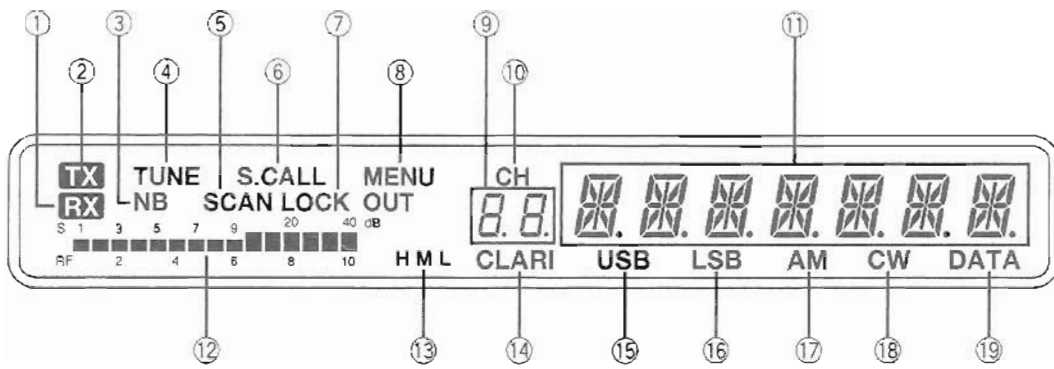 ① ② ③ ④ ⑤ ⑥ ⑦ ⑧ ⑨ ⑩ ⑪
TX TUNE S.CALL MENU CH
RX NB SCAN LOCK OUT 8.8.
S 1 3 5 7 9 20 40 dB
RF 2 4 6 8 10
H M L CLARI USB LSB AM CW DATA
⑫ ⑬ ⑭ ⑮ ⑯ ⑰ ⑱ ⑲